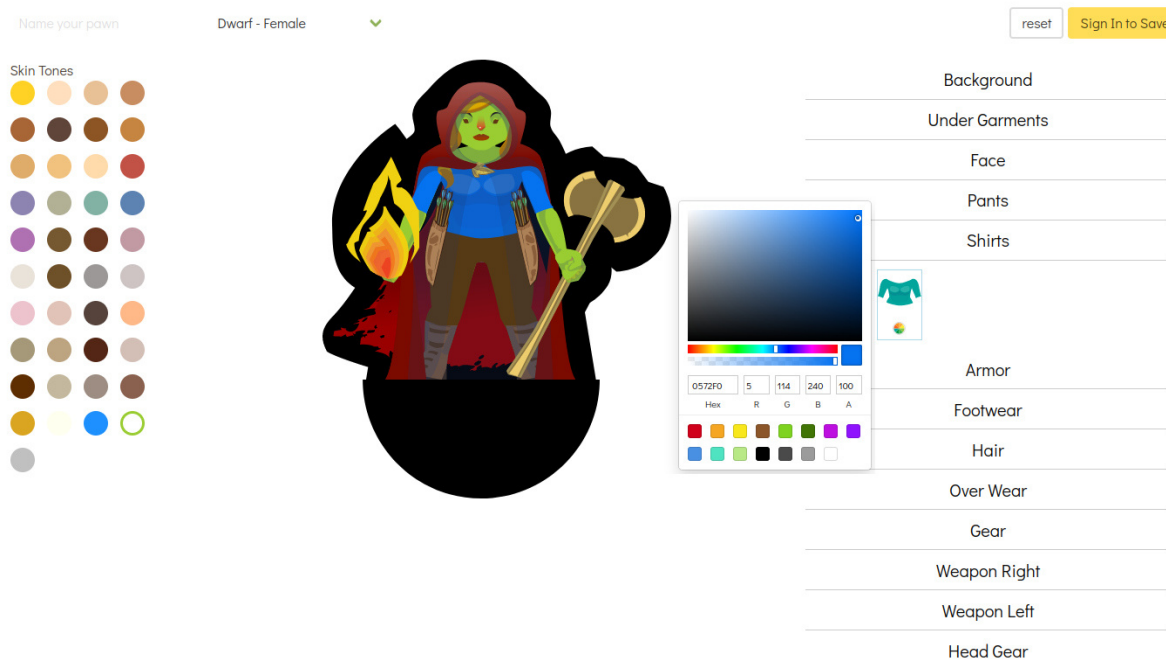 Name your pawn
Dwarf - Female
reset
Sign In to Save
Skin Tones
Background
Under Garments
Face
Pants
Shirts
0572F0 5 114 240 100
Hex R G B A
Armor
Footwear
Hair
Over Wear
Gear
Weapon Right
Weapon Left
Head Gear